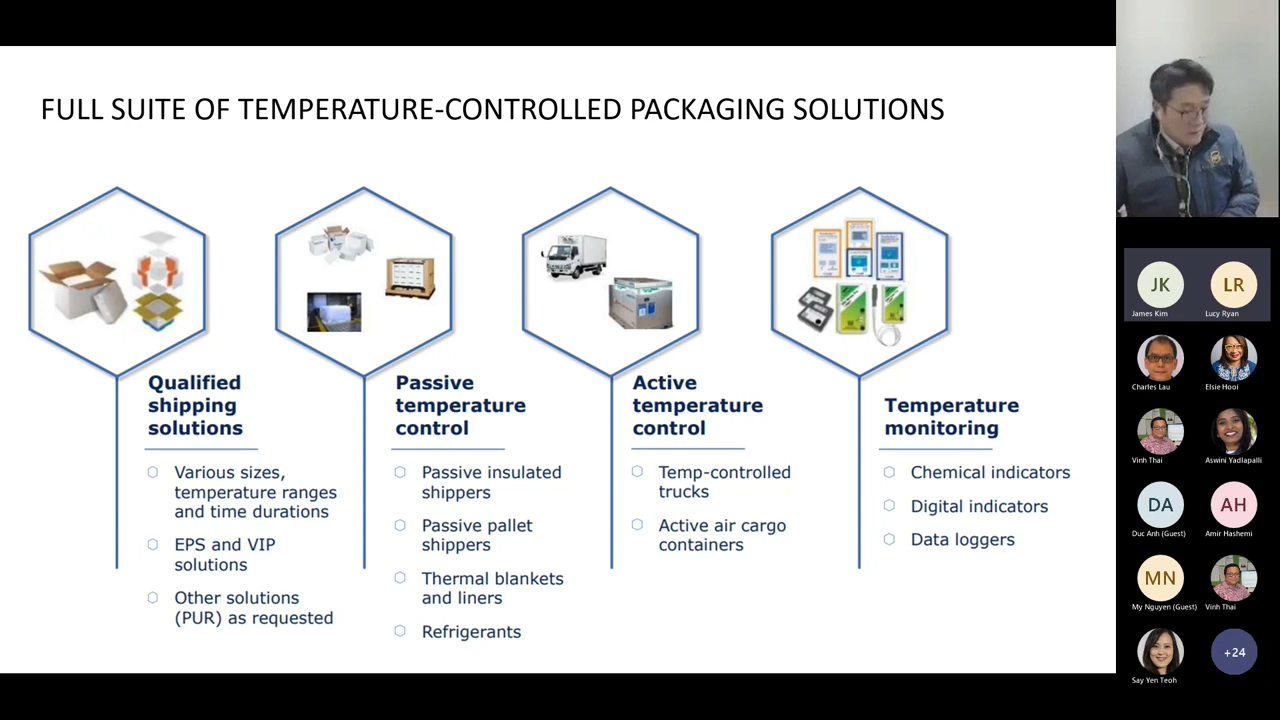 FULL SUITE OF TEMPERATURE-CONTROLLED PACKAGING SOLUTIONS
Qualified
shipping
solutions
Various sizes,
temperature ranges
and time durations
EPS and VIP
solutions
Other solutions
(PUR) as requested
Passive
temperature
control
Passive insulated
shippers
Passive pallet
shippers
Thermal blankets
and liners
Refrigerants
Active
temperature
control
Temp-controlled
trucks
Active air cargo
containers
Temperature
monitoring
Chemical indicators
Digital indicators
Data loggers
JK
James Kim
LR
Lucy Ryan
Charles Lau
Elsie Hooi
Vinh Thai
Aswini Yadlapalli
DA
Duc Anh (Guest)
AH
Amir Hashemi
MN
My Nguyen (Guest)
Vinh Thai
Say Yen Teoh
+24